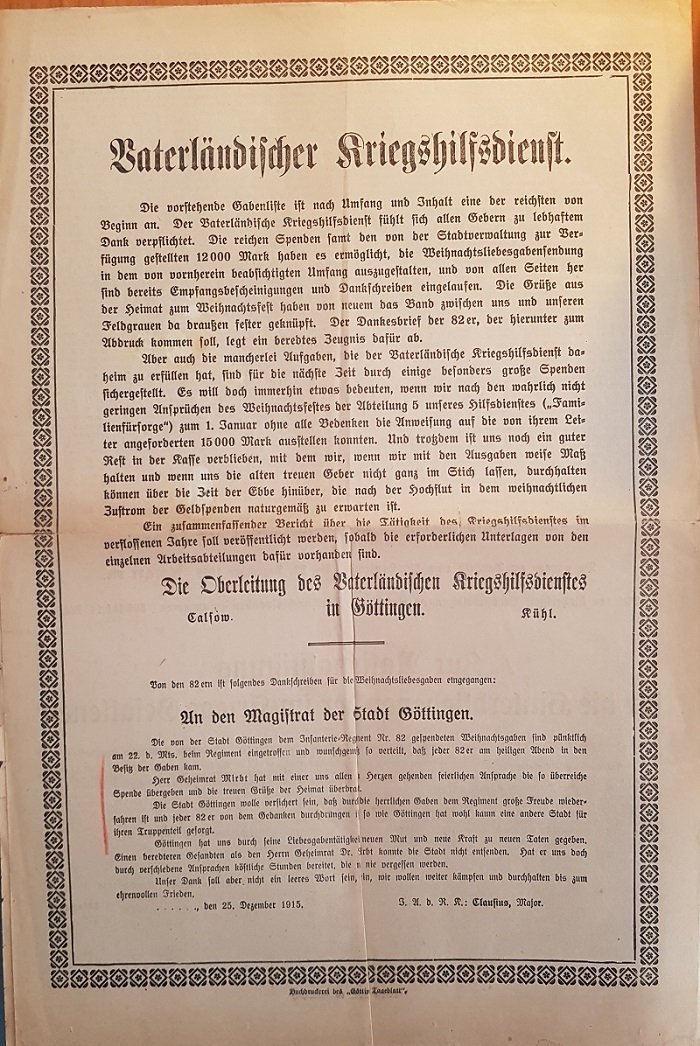 Vaterländischer Kriegshilfsdienst.
Die vorstehende Gabenliste ist nach Umfang und Inhalt eine der reichsten von
Beginn an. Der Vaterländische Kriegshilfsdienst fühlt sich allen Gebern zu lebhaftem
Dank verpflichtet. Die reichen Spenden samt den von der Stadtverwaltung zur Ver-
fügung gestellten 12000 Mark haben es ermöglicht, die Weihnachtsliebesgabensendung
in dem von vornherein beabsichtigten Umfang auszugestalten, und von allen Seiten her
sind bereits Empfangsbescheinigungen und Dankschreiben eingelaufen. Die Grüße aus
der Heimat zum Weihnachtsfest haben von neuem das Band zwischen uns und unseren
Feldgrauen da draußen fester geknüpft. Der Dankesbrief der 82er, der hierunter zum
Abdruck kommen soll, legt ein beredtes Zeugnis dafür ab.
Aber auch die mancherlei Aufgaben, die der Vaterländische Kriegshilfsdienst da-
heim zu erfüllen hat, sind für die nächste Zeit durch einige besonders große Spenden
sichergestellt. Es will doch immerhin etwas bedeuten, wenn wir nach den wahrlich nicht
geringen Ansprüchen des Weihnachtsfestes der Abteilung 5 unseres Hilfsdienstes („Fami-
lienfürsorge“) zum 1. Januar ohne alle Bedenken die Anweisung auf die von ihrem Lei-
ter angeforderten 15000 Mark ausstellen konnten. Und trotzdem ist uns noch ein guter
Rest in der Kasse verblieben, mit dem wir, wenn wir mit den Ausgaben weise Maß
halten und wenn uns die alten treuen Geber nicht ganz im Stich lassen, durchhalten
können über die Zeit der Ebbe hinüber, die nach der Hochflut in dem weihnachtlichen
Zustrom der Geldspenden naturgemäß zu erwarten ist.
Ein zusammenfassender Bericht über die Tätigkeit des Kriegshilfsdienstes im
verflossenen Jahre soll veröffentlicht werden, sobald die erforderlichen Unterlagen von den
einzelnen Arbeitsabteilungen dafür vorhanden sind.
Die Oberleitung des Vaterländischen Kriegshilfsdienstes
in Göttingen.
Calsow. Kühl.
Von den 82ern ist folgendes Dankschreiben für die Weihnachtsliebesgaben eingegangen:
An den Magistrat der Stadt Göttingen.
Die von der Stadt Göttingen dem Infanterie-Regiment Nr. 82 gespendeten Weihnachtsgaben sind pünktlich
am 22. d. Mts. beim Regiment eingetroffen und wunschgemäß so verteilt, daß jeder 82er am heiligen Abend in den
Besitz der Gaben kam.
Herr Geheimrat Mirbt hat mit einer uns allen Herzen gehenden feierlichen Ansprache die so überreiche
Spende übergeben und die treuen Grüße der Heimat überbrat.
Die Stadt Göttingen wolle versichert sein, daß durch die herrlichen Gaben dem Regiment große Freude wieder-
fahren ist und jeder 82er von dem Gedanken durchdrungen so wie Göttingen hat wohl kaum eine andere Stadt für
ihren Truppenteil gesorgt.
Göttingen hat uns durch seine Liebesgabentätigkeit neuen Mut und neue Kraft zu neuen Taten gegeben.
Einen beredteren Gesandten als den Herrn Geheimrat Dr. konnte die Stadt nicht entsenden. Hat er uns doch
durch verschiedene Ansprachen köstliche Stunden bereitet, die nie vergessen werden.
Unser Dank soll aber nicht ein leeres Wort sein, wir wollen weiter kämpfen und durchhalten bis zum
ehrenvollen Frieden.
. . . . . ., den 25. Dezember 1915. J. A. d. R. K.: Clausius, Major.
Buchdruckerei des „Götti Tageblatt“.